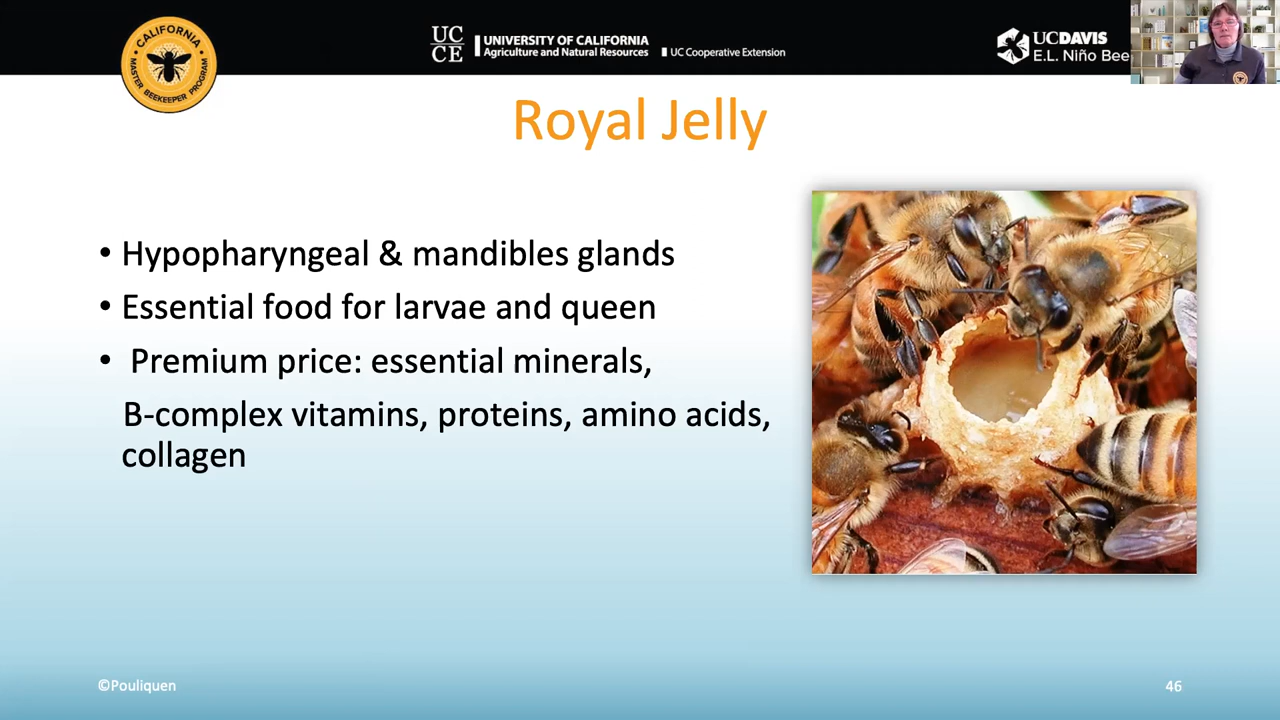 CALIFORNIA
MASTER BEEKEEPER PROGRAM
UC
CE
UNIVERSITY OF CALIFORNIA
Agriculture and Natural Resources
UC Cooperative Extension
UCDAVIS
E.L. Niño Bee
Royal Jelly
• Hypopharyngeal & mandibles glands
• Essential food for larvae and queen
• Premium price: essential minerals,
B-complex vitamins, proteins, amino acids,
collagen
©Pouliquen
46